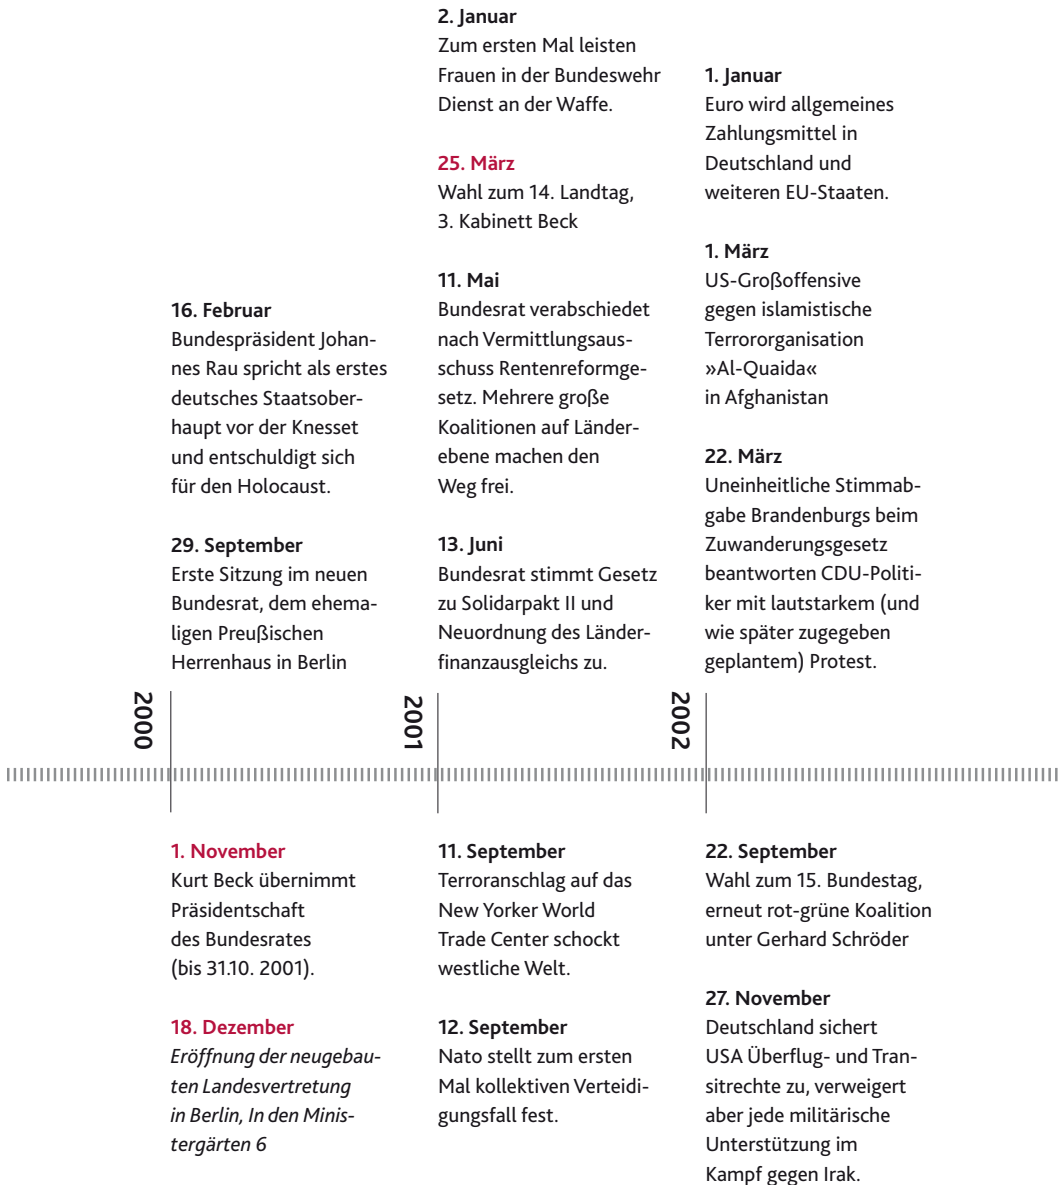 2000
16. Februar
Bundespräsident Johan-
nes Rau spricht als erstes
deutsches Staatsober-
haupt vor der Knesset
und entschuldigt sich
für den Holocaust.
29. September
Erste Sitzung im neuen
Bundesrat, dem ehema-
ligen Preußischen
Herrenhaus in Berlin
1. November
Kurt Beck übernimmt
Präsidentschaft
des Bundesrates
(bis 31.10. 2001).
18. Dezember
Eröffnung der neugebau-
ten Landesvertretung
in Berlin, In den Minis-
tergärten 6
2001
2. Januar
Zum ersten Mal leisten
Frauen in der Bundeswehr
Dienst an der Waffe.
25. März
Wahl zum 14. Landtag,
3. Kabinett Beck
11. Mai
Bundesrat verabschiedet
nach Vermittlungsaus-
schuss Rentenreformge-
setz. Mehrere große
Koalitionen auf Länder-
ebene machen den
Weg frei.
13. Juni
Bundesrat stimmt Gesetz
zu Solidarpakt II und
Neuordnung des Länder-
finanzausgleichs zu.
11. September
Terroranschlag auf das
New Yorker World
Trade Center schockt
westliche Welt.
12. September
Nato stellt zum ersten
Mal kollektiven Verteidi-
gungsfall fest.
2002
1. Januar
Euro wird allgemeines
Zahlungsmittel in
Deutschland und
weiteren EU-Staaten.
1. März
US-Großoffensive
gegen islamistische
Terrororganisation
»Al-Quaida«
in Afghanistan
22. März
Uneinheitliche Stimmab-
gabe Brandenburgs beim
Zuwanderungsgesetz
beantworten CDU-Politi-
ker mit lautstarkem (und
wie später zugegeben
geplantem) Protest.
22. September
Wahl zum 15. Bundestag,
erneut rot-grüne Koalition
unter Gerhard Schröder
27. November
Deutschland sichert
USA Überflug- und Tran-
sitrechte zu, verweigert
aber jede militärische
Unterstützung im
Kampf gegen Irak.